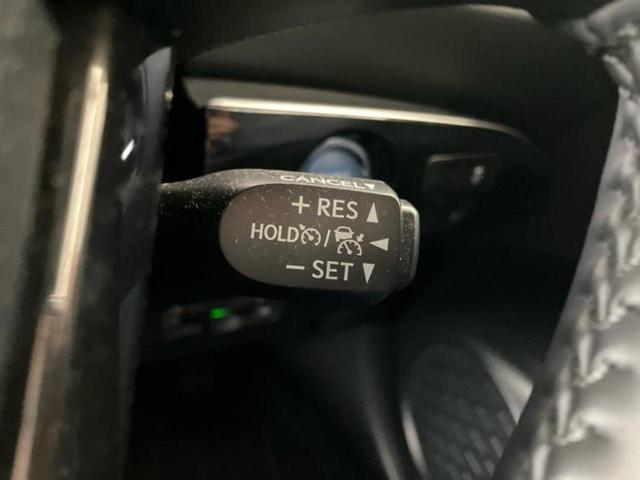 CANCEL▼
+ RES ▲
HOLD / ◀
− SET ▼